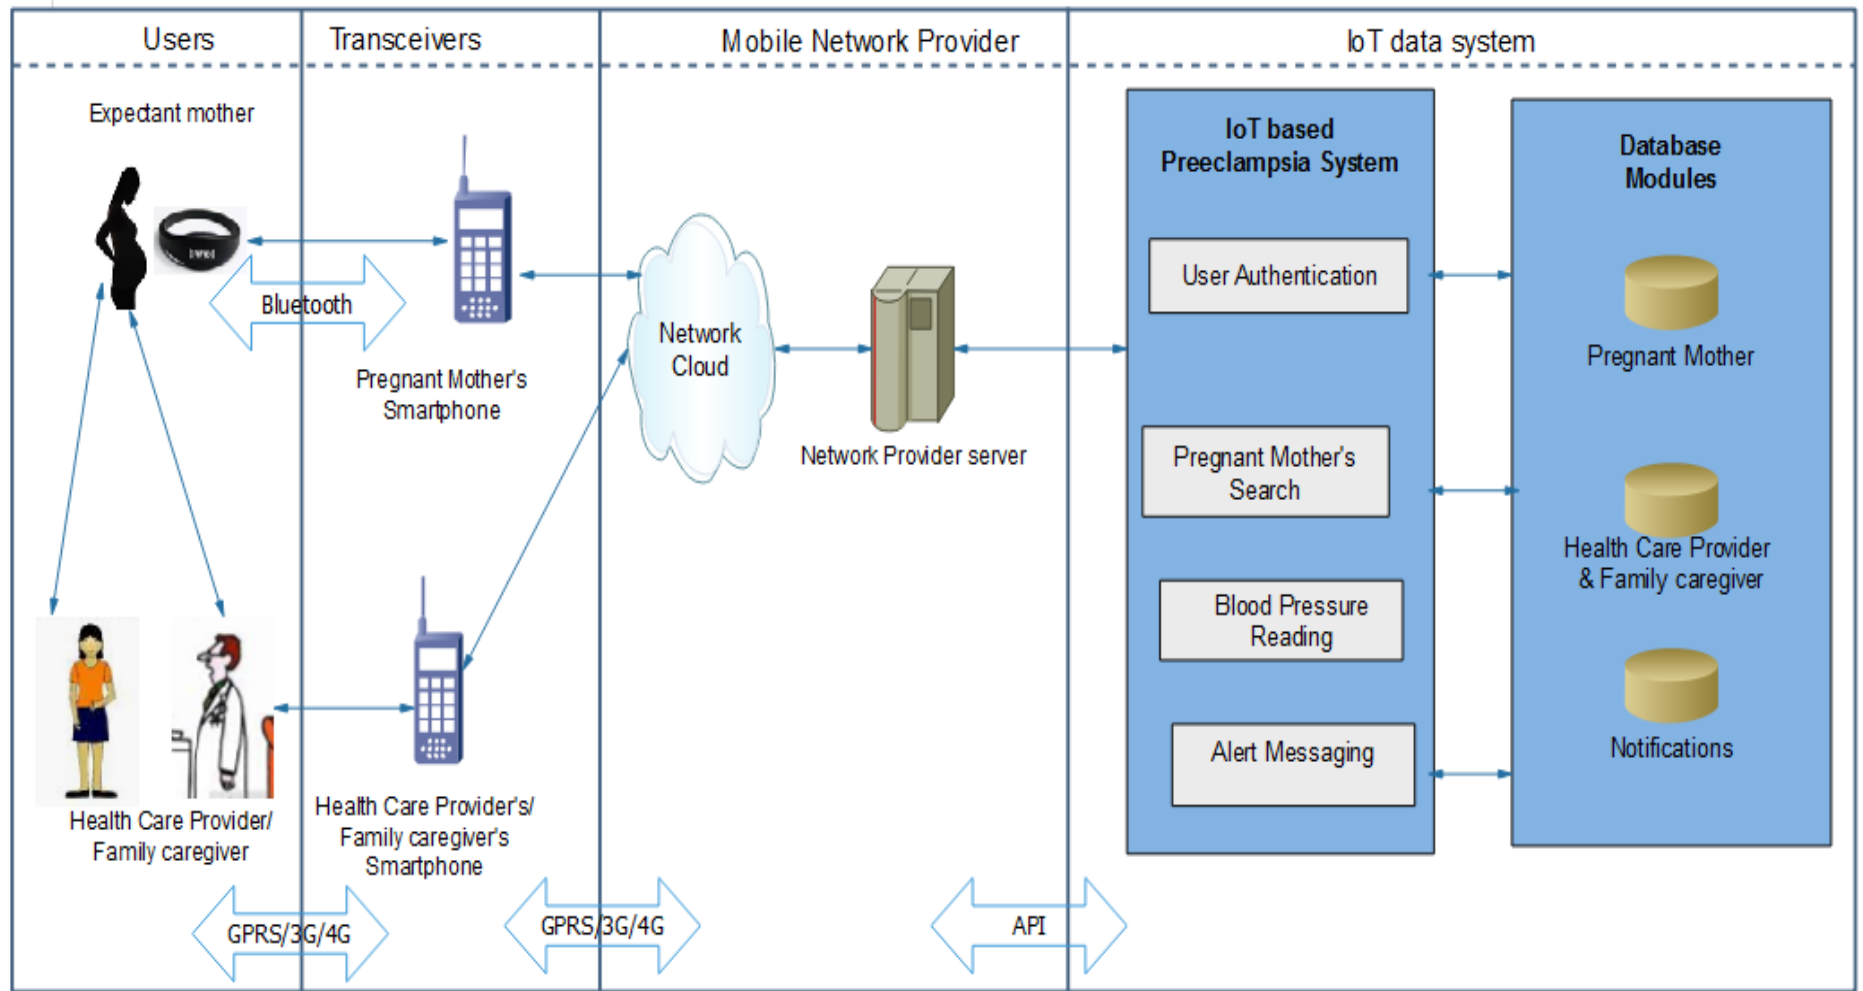 Users
Transceivers
Mobile Network Provider
IoT data system
Expectant mother
Bluetooth
Pregnant Mother's
Smartphone
Health Care Provider/
Family caregiver
Health Care Provider's/
Family caregiver's
Smartphone
GPRS/3G/4G
GPRS/3G/4G
API
Network
Cloud
Network Provider server
IoT based
Preeclampsia System
User Authentication
Pregnant Mother's
Search
Blood Pressure
Reading
Alert Messaging
Database
Modules
Pregnant Mother
Health Care Provider
& Family caregiver
Notifications